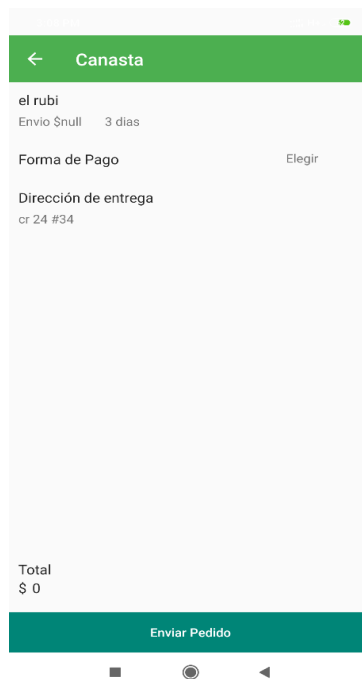 Canasta
el rubi
Envio $null 3 dias
Forma de Pago Elegir
Dirección de entrega
cr 24 #34
Total
$ 0
Enviar Pedido